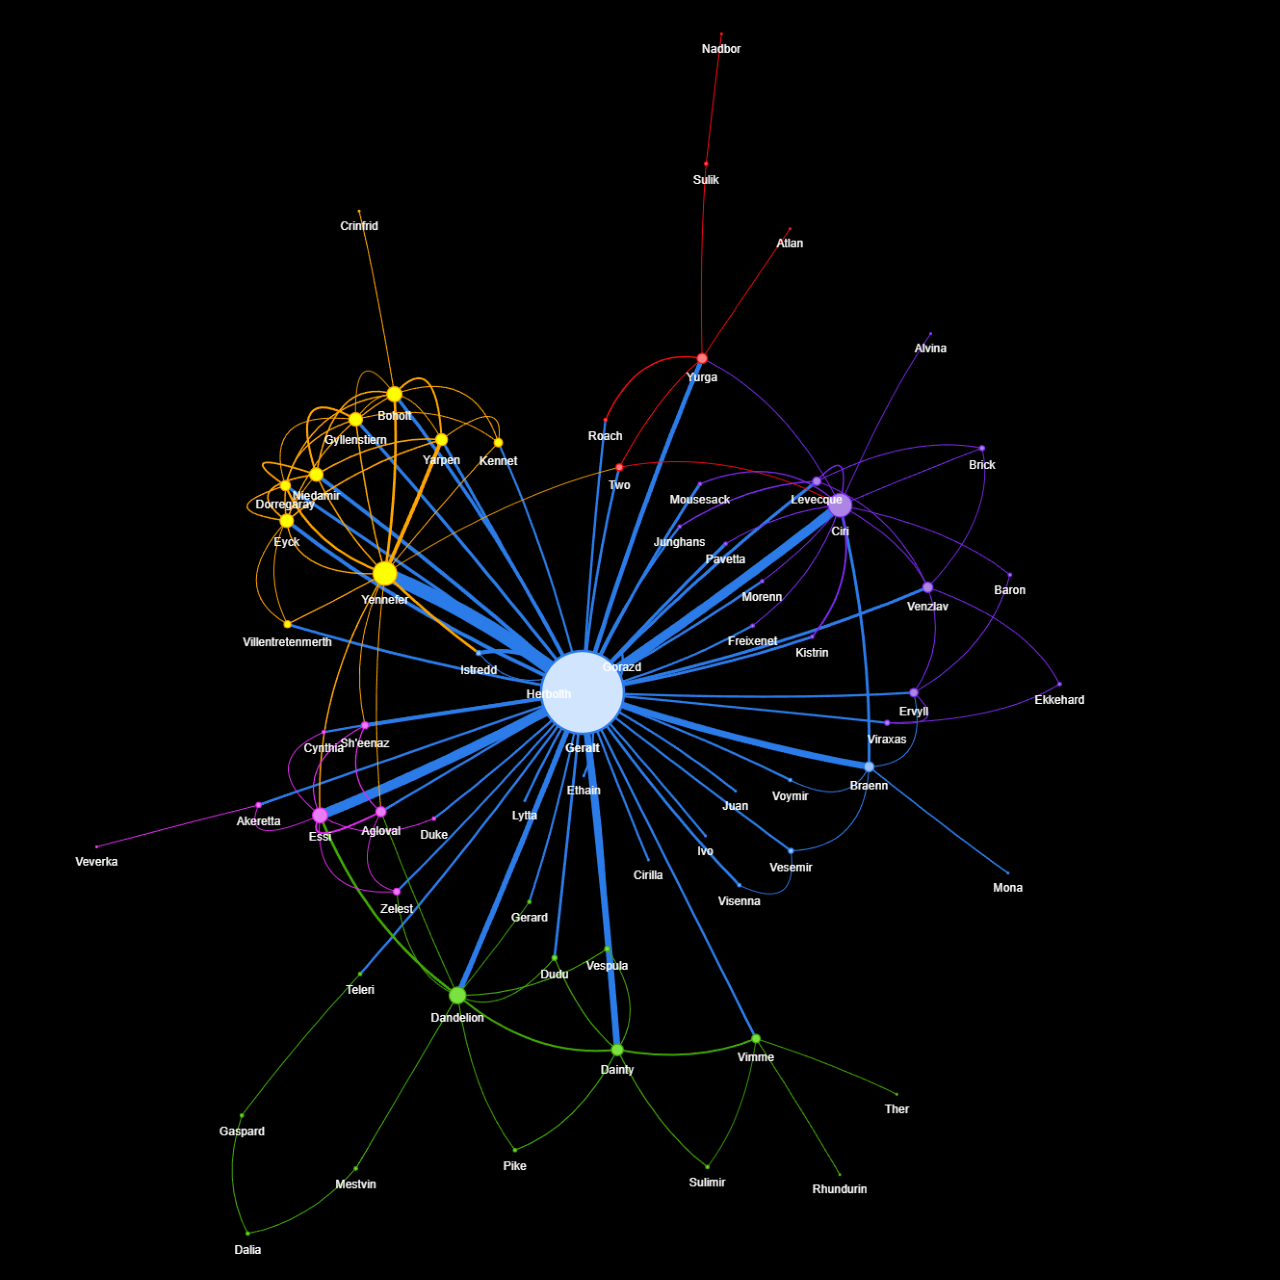 Nadbor
Sulik
Crinfrid
Atlan
Alvina
Yurga
Boholt
Roach
Gyllenstiern
Yarpen
Kennet
Brick
Two
Niedamir
Mousesack
Levecque
Dorregaray
Ciri
Eyck
Junghans
Pavetta
Baron
Yennefer
Morenn
Venzlav
Villentretenmerth
Freixenet
Kistrin
Istredd
Gorazd
Herbolth
Ekkehard
Ervyll
Cynthia
Sh'eenaz
Geralt
Viraxas
Ethain
Braenn
Voymir
Juan
Lytta
Akeretta
Essi
Agloval
Duke
Ivo
Veverka
Vesemir
Cirilla
Mona
Visenna
Zelest
Gerard
Vespula
Dudu
Teleri
Dandelion
Vimme
Dainty
Ther
Gaspard
Pike
Mestvin
Sulimir
Rhundurin
Dalia